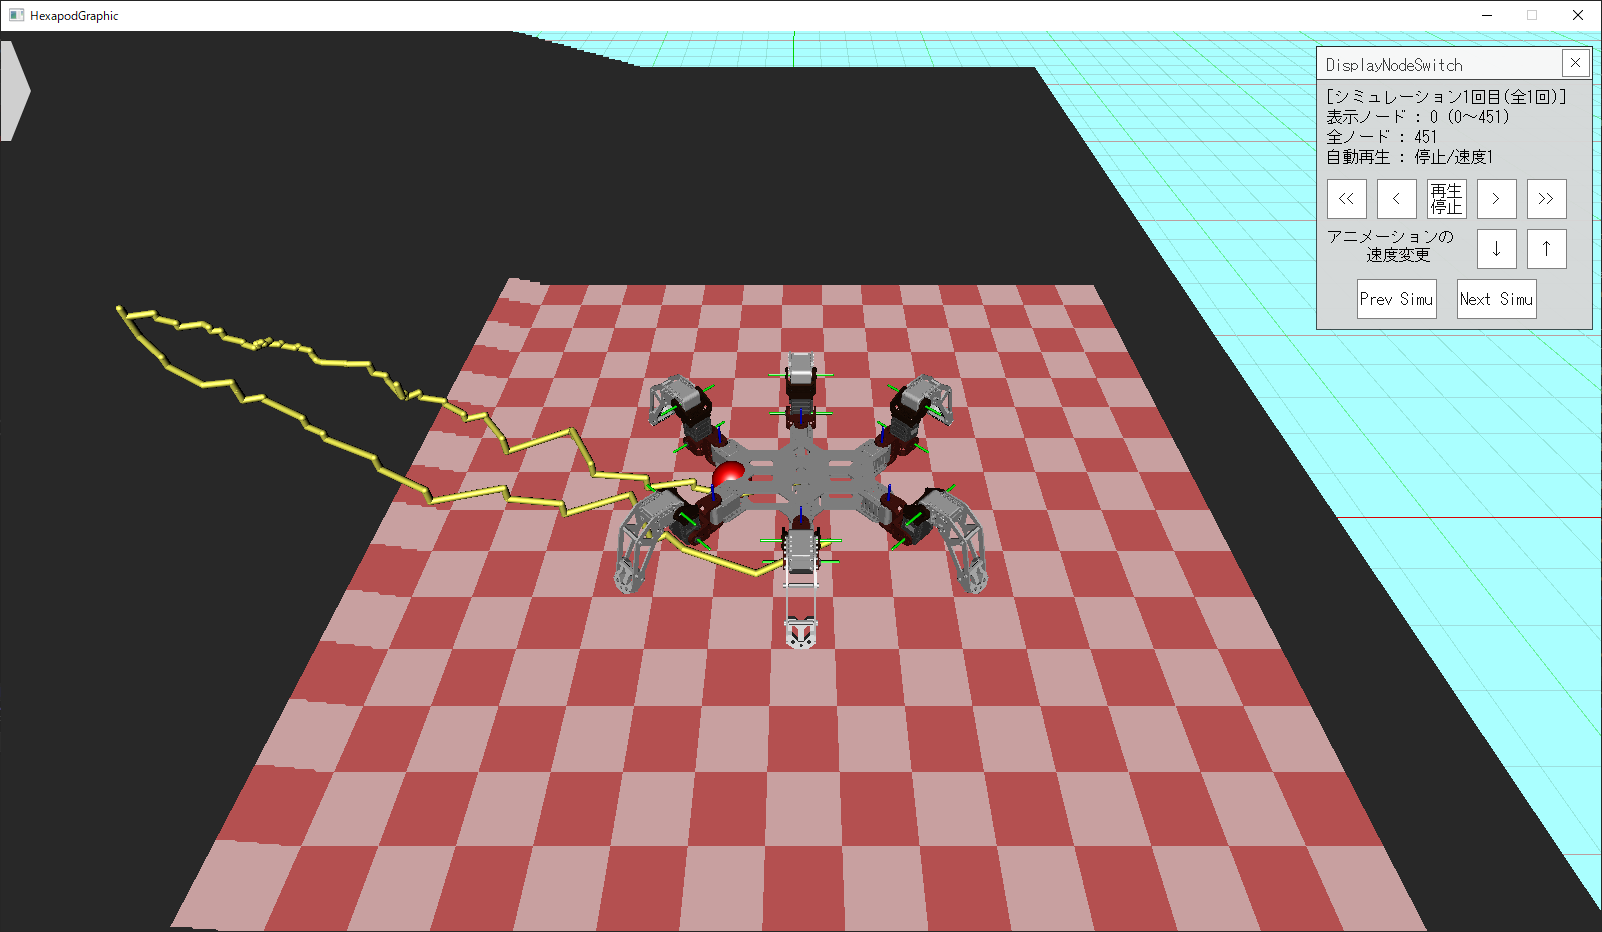 HexapodGraphic
DisplayNodeSwitch
[シミュレーション1回目(全1回)]
表示ノード : 0 (0～451)
全ノード : 451
自動再生 : 停止/速度1
<< < 再生 > >>
停止
アニメーションの
速度変更
↓ ↑
Prev Simu Next Simu